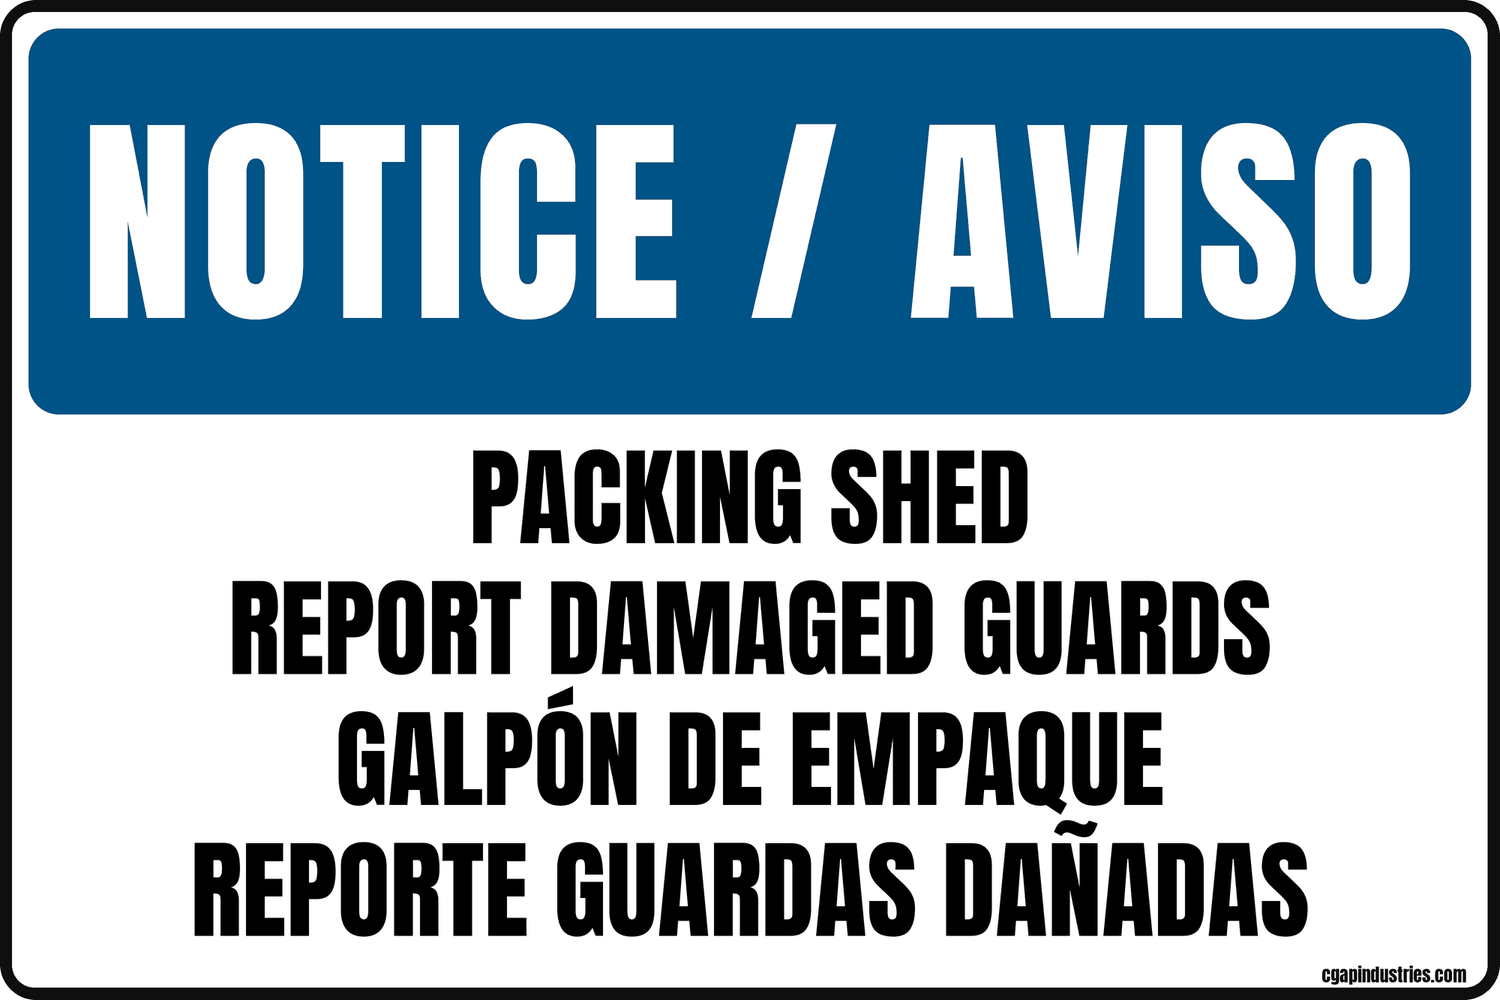 NOTICE / AVISO
PACKING SHED
REPORT DAMAGED GUARDS
GALPÓN DE EMPAQUE
REPORTE GUARDAS DAÑADAS
cgapindustries.com